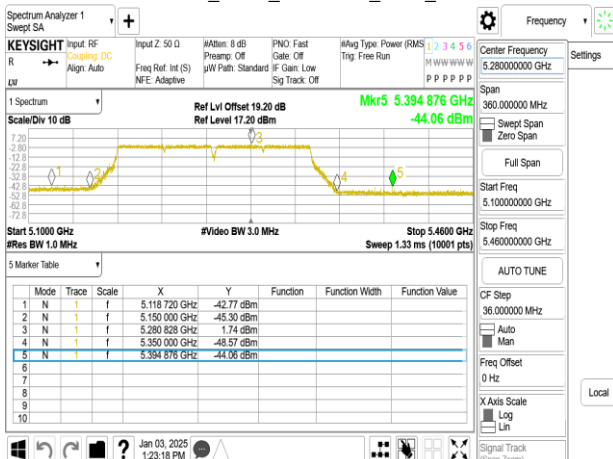 Spectrum Analyzer 1
Swept SA
+
Frequency
KEYSIGHT
R
Input: RF
Coupling: DC
Align: Auto
Input Z: 50 Ω
Freq Ref: Int (S)
NFE: Adaptive
#Atten: 8 dB
Preamp: Off
µW Path: Standard
PNO: Fast
Gate: Off
IF Gain: Low
Sig Track: Off
#Avg Type: Power (RMS
Trig: Free Run
1 2 3 4 5 6
M W W W W W
P P P P P P
1 Spectrum
Scale/Div 10 dB
Ref Lvl Offset 19.20 dB
Ref Level 17.20 dBm
Mkr5 5.394 876 GHz
-44.06 dBm
7.20
-2.80
-12.8
-22.8
-32.8
-42.8
-52.8
-62.8
-72.8
1
2
3
4
5
Start 5.1000 GHz
#Res BW 1.0 MHz
#Video BW 3.0 MHz
Stop 5.4600 GHz
Sweep 1.33 ms (10001 pts)
5 Marker Table
Mode Trace Scale X Y Function Function Width Function Value
1 N 1 f 5.118 720 GHz -42.77 dBm
2 N 1 f 5.150 000 GHz -45.30 dBm
3 N 1 f 5.280 828 GHz 1.74 dBm
4 N 1 f 5.350 000 GHz -48.57 dBm
5 N 1 f 5.394 876 GHz -44.06 dBm
6
7
8
9
10
Jan 03, 2025
1:23:18 PM
?
Center Frequency
5.280000000 GHz
Span
360.000000 MHz
Swept Span
Zero Span
Full Span
Start Freq
5.100000000 GHz
Stop Freq
5.460000000 GHz
AUTO TUNE
CF Step
36.000000 MHz
Auto
Man
Freq Offset
0 Hz
X Axis Scale
Log
Lin
Signal Track
Settings
Local